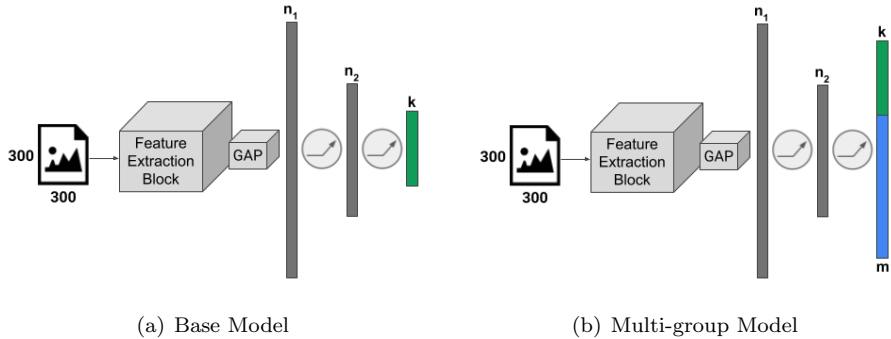 n1
n2
k
300
Feature
Extraction
Block
GAP
300
(a) Base Model
n1
n2
k
300
Feature
Extraction
Block
GAP
300
m
(b) Multi-group Model